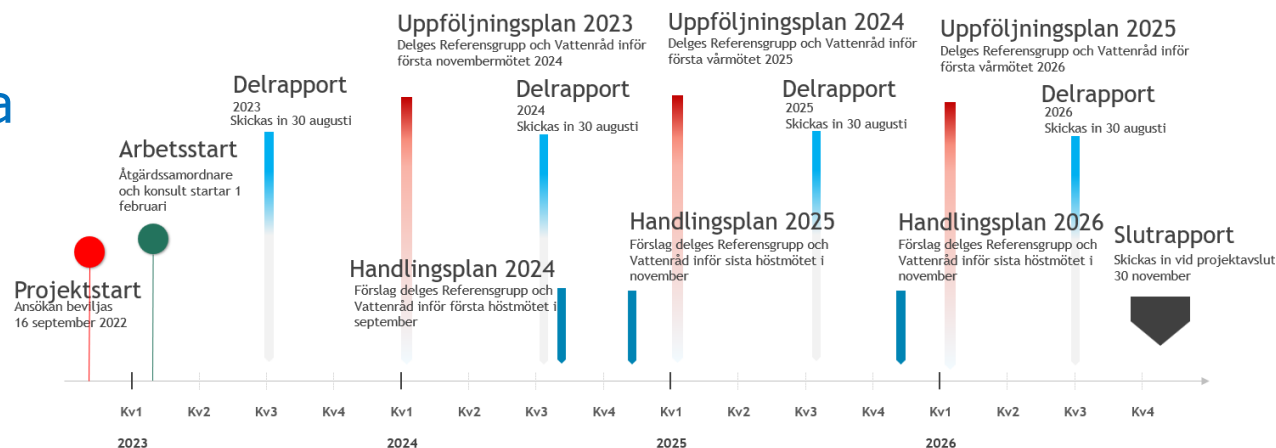 a
Projektstart
Ansökan beviljas
16 september 2022
Arbetsstart
Åtgärdssamordnare
och konsult startar 1
februari
Delrapport
2023
Skickas in 30 augusti
Uppföljningsplan 2023
Delges Referensgrupp och Vattenråd inför
första novembermötet 2024
Handlingsplan 2024
Förslag delges Referensgrupp och
Vattenråd inför första höstmötet i
september
Delrapport
2024
Skickas in 30 augusti
Uppföljningsplan 2024
Delges Referensgrupp och Vattenråd inför
första vårmötet 2025
Handlingsplan 2025
Förslag delges Referensgrupp och
Vattenråd inför sista höstmötet i
november
Delrapport
2025
Skickas in 30 augusti
Uppföljningsplan 2025
Delges Referensgrupp och Vattenråd inför
första vårmötet 2026
Handlingsplan 2026
Förslag delges Referensgrupp och
Vattenråd inför sista höstmötet i
november
Delrapport
2026
Skickas in 30 augusti
Slutrapport
Skickas in vid projektavslut
30 november
Kv1 Kv2 Kv3 Kv4 Kv1 Kv2 Kv3 Kv1 Kv2 Kv3 Kv4 Kv1 Kv2 Kv3 Kv4
2023 2024 2025 2026